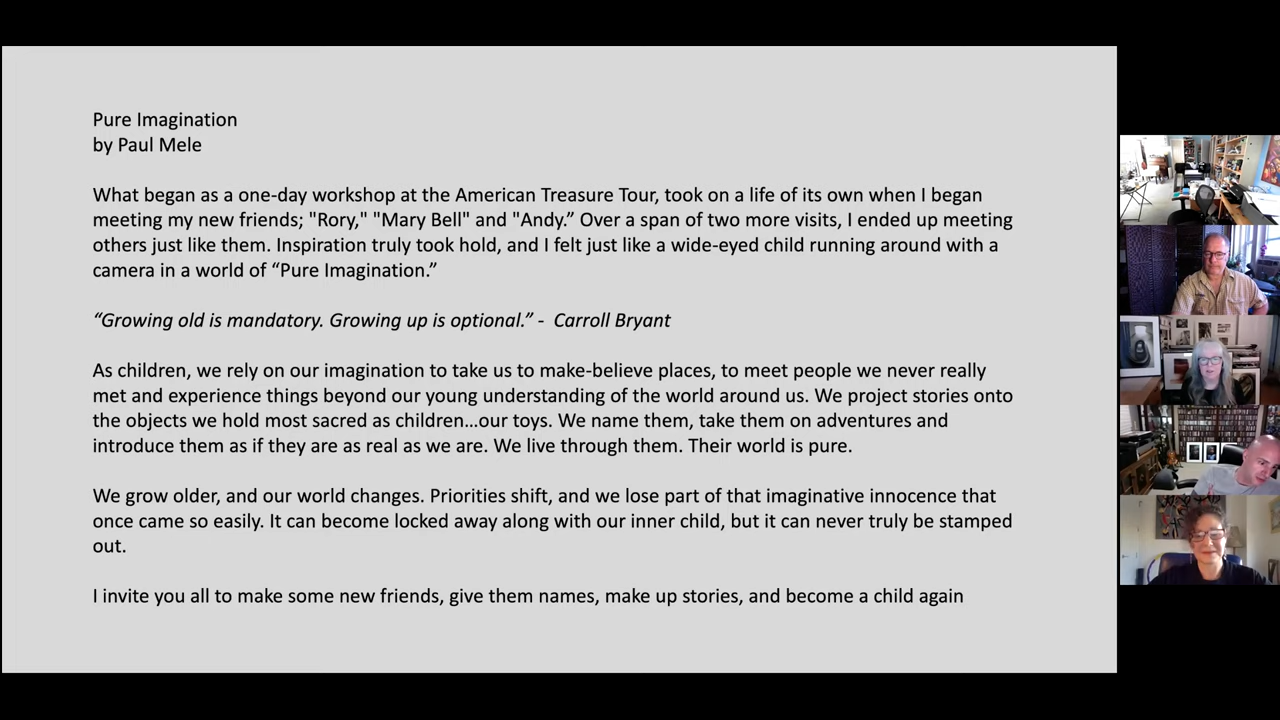 Pure Imagination
by Paul Mele
What began as a one-day workshop at the American Treasure Tour, took on a life of its own when I began
meeting my new friends; "Rory," "Mary Bell" and "Andy.” Over a span of two more visits, I ended up meeting
others just like them. Inspiration truly took hold, and I felt just like a wide-eyed child running around with a
camera in a world of “Pure Imagination.”
“Growing old is mandatory. Growing up is optional.” - Carroll Bryant
As children, we rely on our imagination to take us to make-believe places, to meet people we never really
met and experience things beyond our young understanding of the world around us. We project stories onto
the objects we hold most sacred as children…our toys. We name them, take them on adventures and
introduce them as if they are as real as we are. We live through them. Their world is pure.
We grow older, and our world changes. Priorities shift, and we lose part of that imaginative innocence that
once came so easily. It can become locked away along with our inner child, but it can never truly be stamped
out.
I invite you all to make some new friends, give them names, make up stories, and become a child again